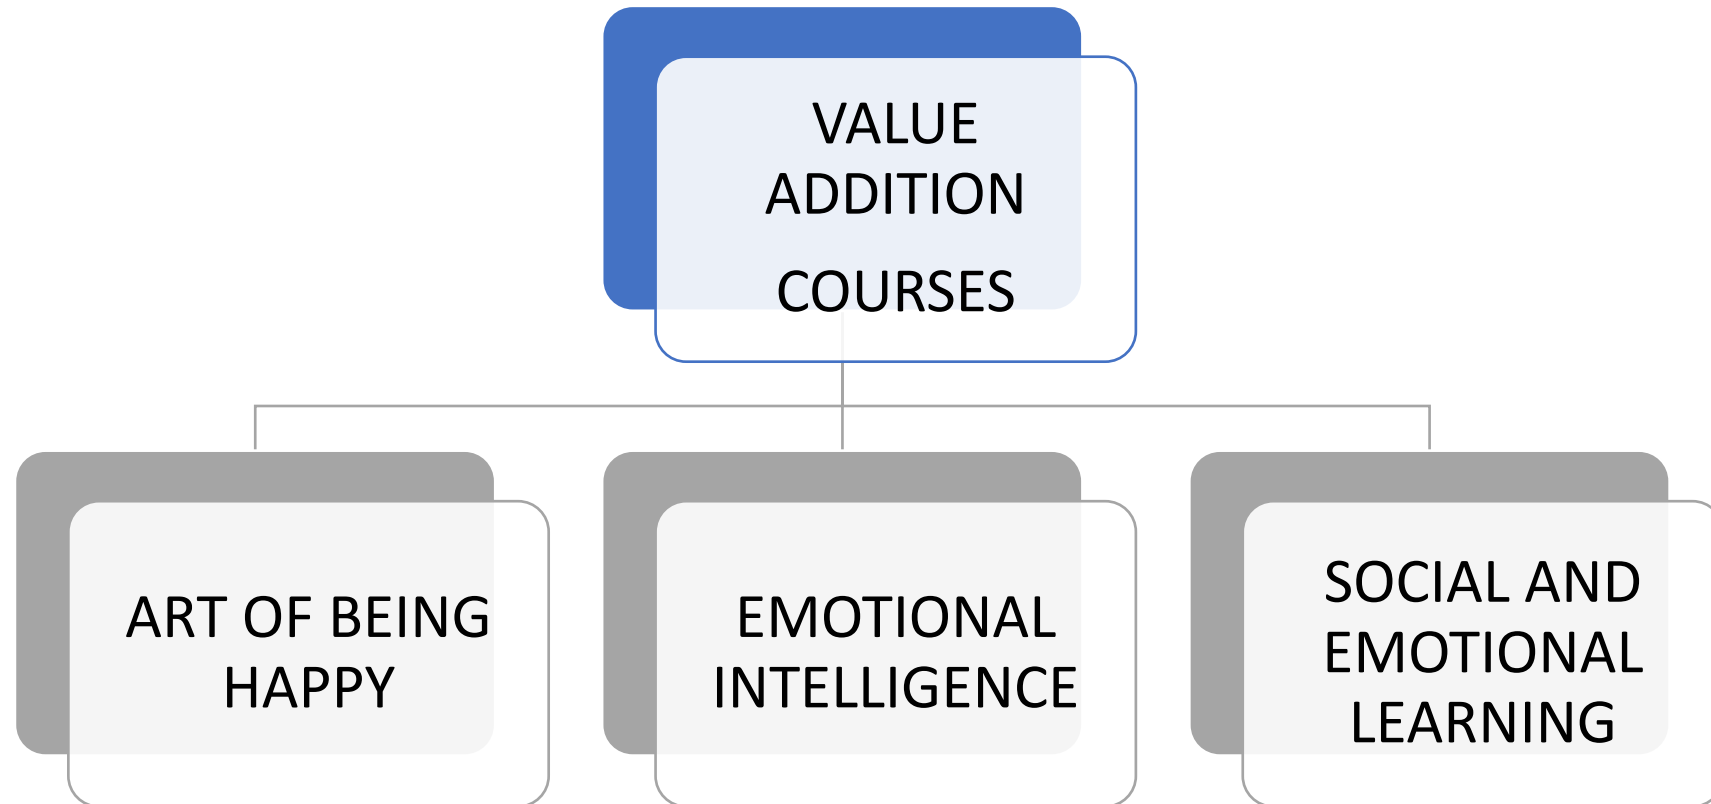 VALUE
ADDITION
COURSES
ART OF BEING
HAPPY
EMOTIONAL
INTELLIGENCE
SOCIAL AND
EMOTIONAL
LEARNING